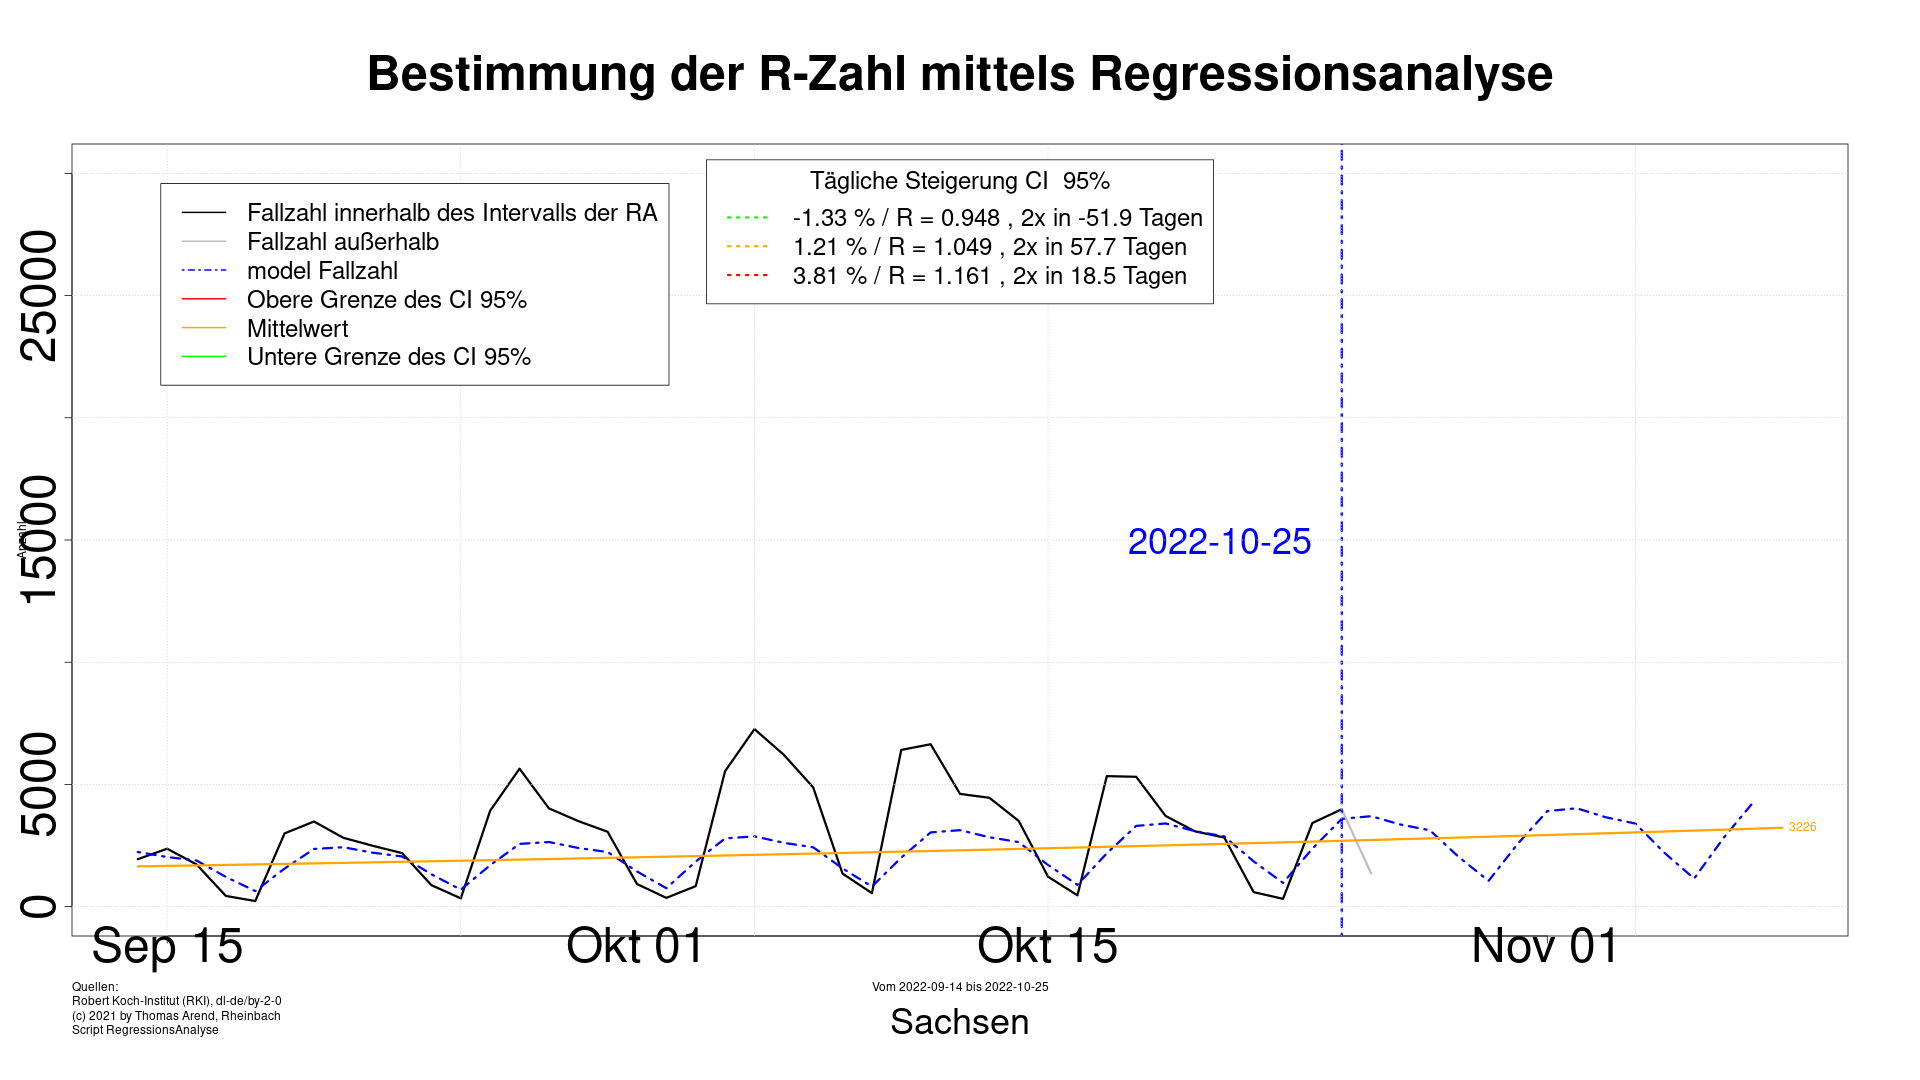 Bestimmung der R-Zahl mittels Regressionsanalyse
Fallzahl innerhalb des Intervalls der RA
Fallzahl außerhalb
model Fallzahl
Obere Grenze des CI 95%
Mittelwert
Untere Grenze des CI 95%
Tägliche Steigerung CI  95%
-1.33 % / R = 0.948 , 2x in -51.9 Tagen
1.21 % / R = 1.049 , 2x in 57.7 Tagen
3.81 % / R = 1.161 , 2x in 18.5 Tagen
25000
15000
5000
0
Anzahl
2022-10-25
3226
Sep 15
Okt 01
Okt 15
Nov 01
Quellen:
Robert Koch-Institut (RKI), dl-de/by-2-0
(c) 2021 by Thomas Arend, Rheinbach
Script RegressionsAnalyse
Vom 2022-09-14 bis 2022-10-25
Sachsen